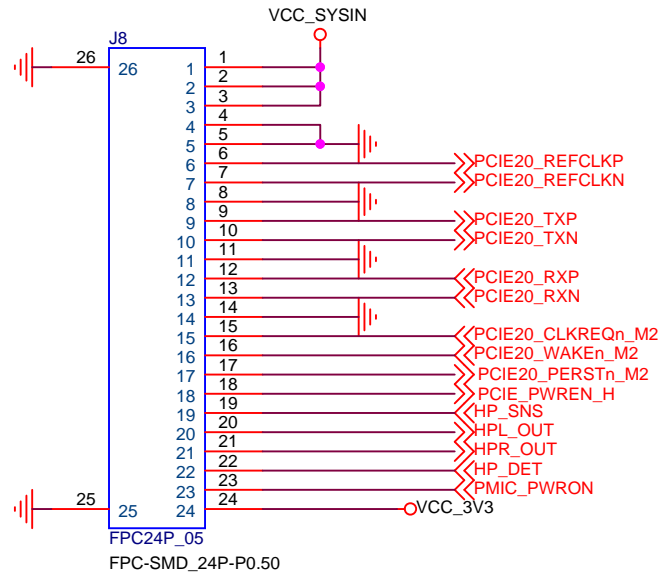 VCC_SYSIN
J8
26 26 1 1
2 2
3 3
4 4
5 5
6 6 PCIE20_REFCLKP
7 7 PCIE20_REFCLKN
8 8
9 9 PCIE20_TXP
10 10 PCIE20_TXN
11 11
12 12 PCIE20_RXP
13 13 PCIE20_RXN
14 14
15 15 PCIE20_CLKREQn_M2
16 16 PCIE20_WAKEn_M2
17 17 PCIE20_PERSTn_M2
18 18 PCIE_PWREN_H
19 19 HP_SNS
20 20 HPL_OUT
21 21 HPR_OUT
22 22 HP_DET
23 23 PMIC_PWRON
25 25 24 24 VCC_3V3
FPC24P_05
FPC-SMD_24P-P0.50